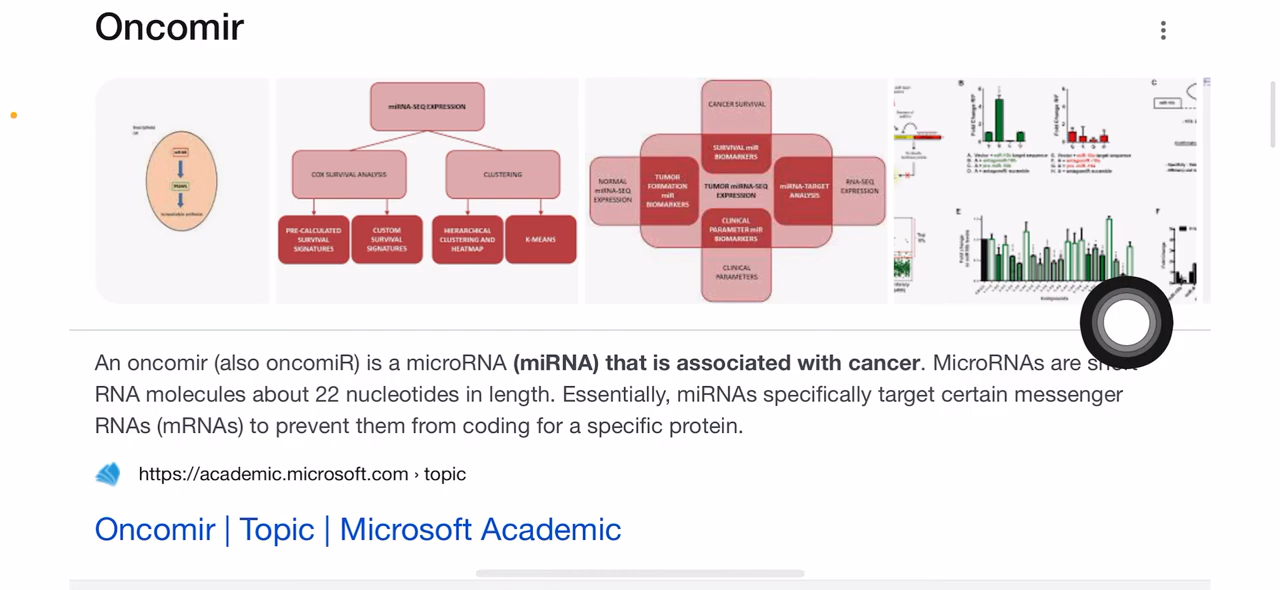 Oncomir
miRNA-SEQ EXPRESSION
COX SURVIVAL ANALYSIS
CLUSTERING
PRE-CALCULATED
SURVIVAL
SIGNATURES
CUSTOM
SURVIVAL
SIGNATURES
HIERARCHICAL
CLUSTERING AND
HEATMAP
K-MEANS
CANCER SURVIVAL
SURVIVAL miR
BIOMARKERS
NORMAL
miRNA-SEQ
EXPRESSION
TUMOR
FORMATION
miR
BIOMARKERS
TUMOR miRNA-SEQ
EXPRESSION
miRNA-TARGET
ANALYSIS
RNA-SEQ
EXPRESSION
CLINICAL
PARAMETER miR
BIOMARKERS
CLINICAL
PARAMETERS
An oncomir (also oncomiR) is a microRNA (miRNA) that is associated with cancer. MicroRNAs are short
RNA molecules about 22 nucleotides in length. Essentially, miRNAs specifically target certain messenger
RNAs (mRNAs) to prevent them from coding for a specific protein.
https://academic.microsoft.com › topic
Oncomir | Topic | Microsoft Academic